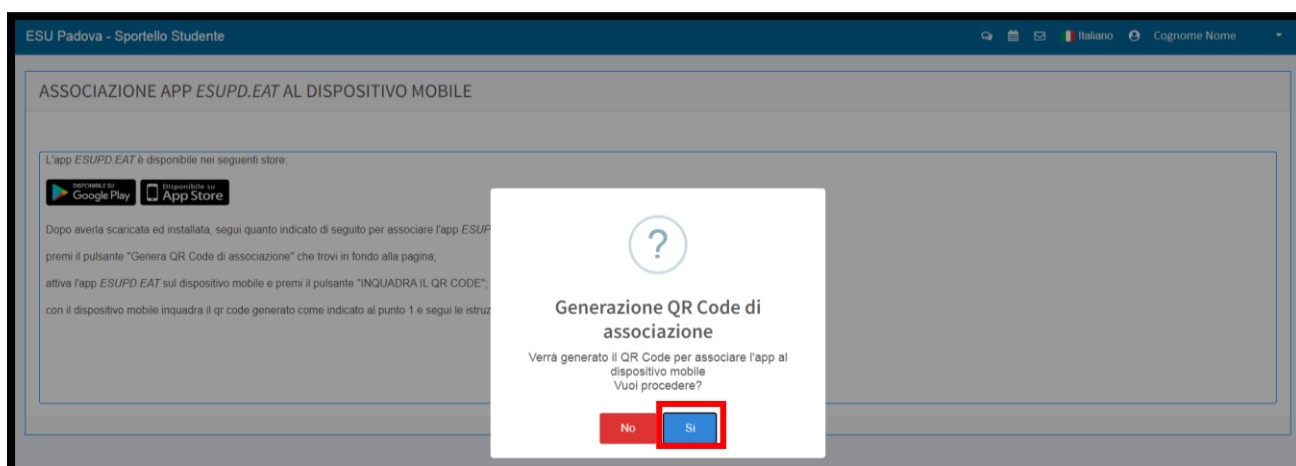 ESU Padova - Sportello Studente
Italiano
Cognome Nome
ASSOCIAZIONE APP ESUPD.EAT AL DISPOSITIVO MOBILE
L'app ESUPD.EAT è disponibile nei seguenti store:
DISPONIBILE SU
Google Play
Disponibile su
App Store
Dopo averla scaricata ed installata, segui quanto indicato di seguito per associare l'app ESUP
premi il pulsante "Genera QR Code di associazione" che trovi in fondo alla pagina;
attiva l'app ESUPD.EAT sul dispositivo mobile e premi il pulsante "INQUADRA IL QR CODE";
con il dispositivo mobile inquadra il qr code generato come indicato al punto 1 e segui le istruz
?
Generazione QR Code di
associazione
Verrà generato il QR Code per associare l'app al
dispositivo mobile
Vuoi procedere?
No
Si